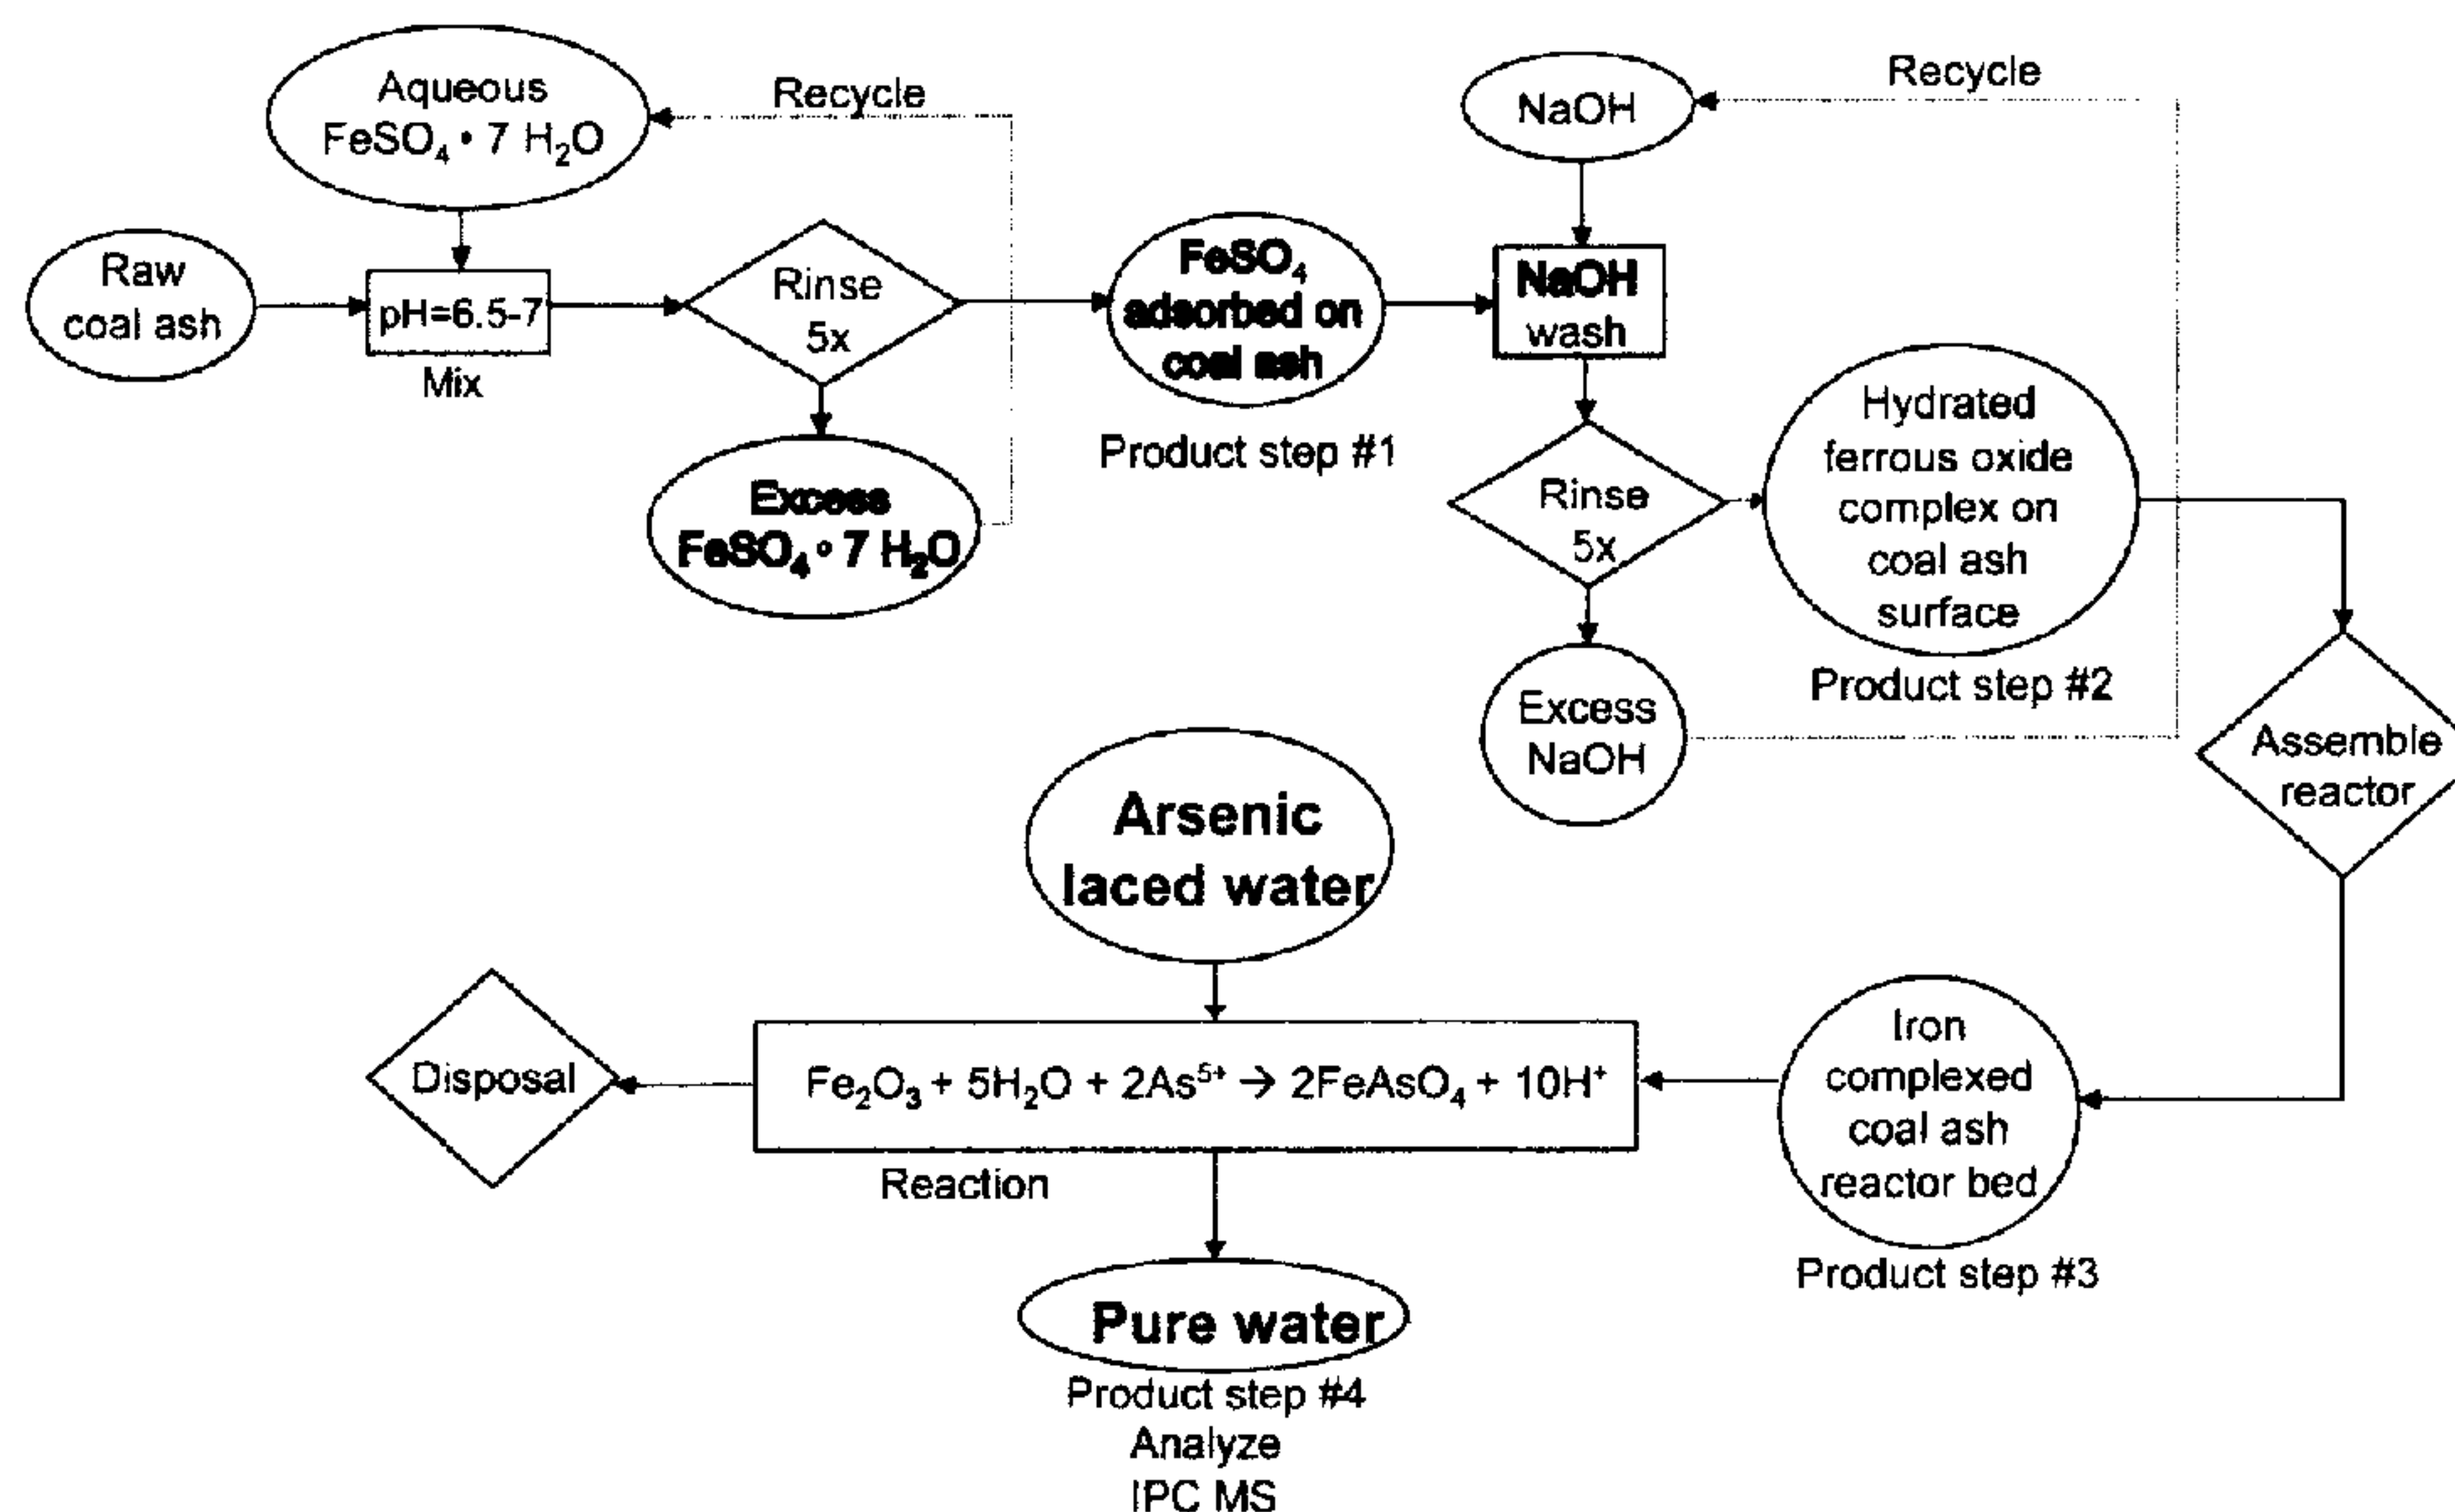 Aqueous
FeSO₄ • 7 H₂O
Recycle
Raw
coal ash
pH=6.5-7
Mix
Rinse
5x
Excess
FeSO₄ • 7 H₂O
FeSO₄
adsorbed on
coal ash
Product step #1
NaOH
Recycle
NaOH
wash
Rinse
5x
Excess
NaOH
Hydrated
ferrous oxide
complex on
coal ash
surface
Product step #2
Assemble
reactor
Iron
complexed
coal ash
reactor bed
Product step #3
Arsenic
laced water
Fe₂O₃ + 5H₂O + 2As⁵⁺ → 2FeAsO₄ + 10H⁺
Reaction
Disposal
Pure water
Product step #4
Analyze
IPC MS